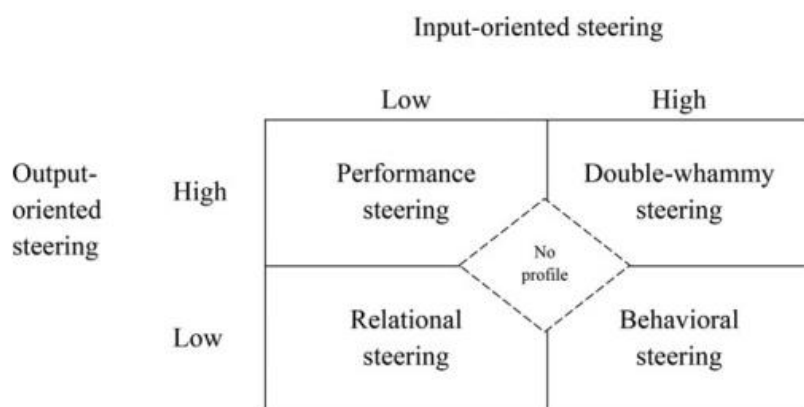 Input-oriented steering
Low
High
Output-
oriented
steering
High
Performance
steering
Double-whammy
steering
No
profile
Low
Relational
steering
Behavioral
steering